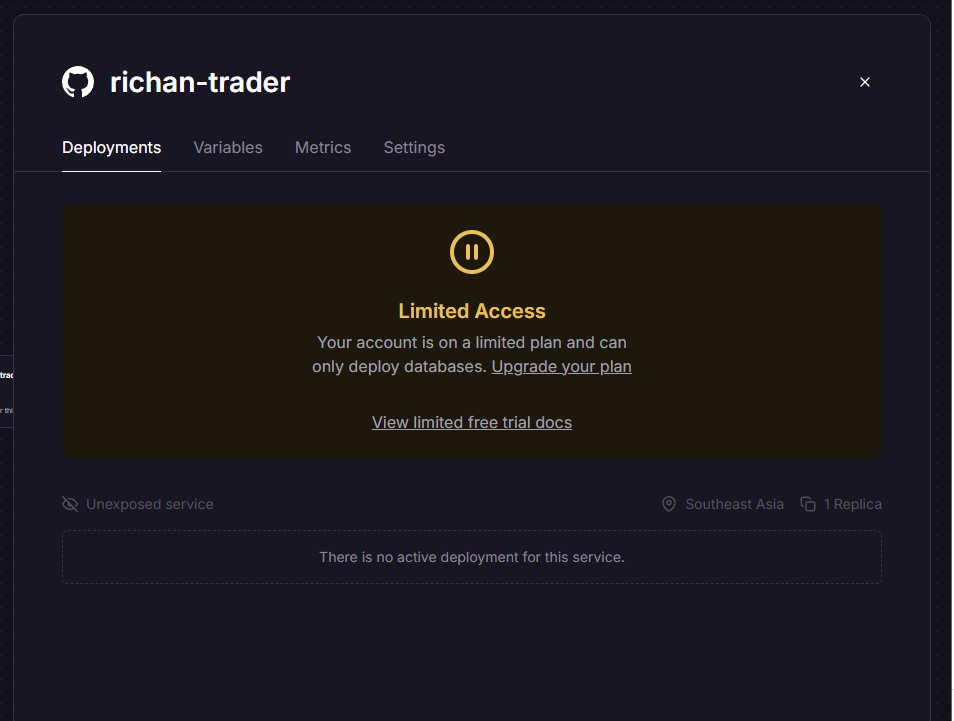 richan-trader
Deployments Variables Metrics Settings
Limited Access
Your account is on a limited plan and can
only deploy databases. Upgrade your plan
View limited free trial docs
Unexposed service Southeast Asia 1 Replica
There is no active deployment for this service.